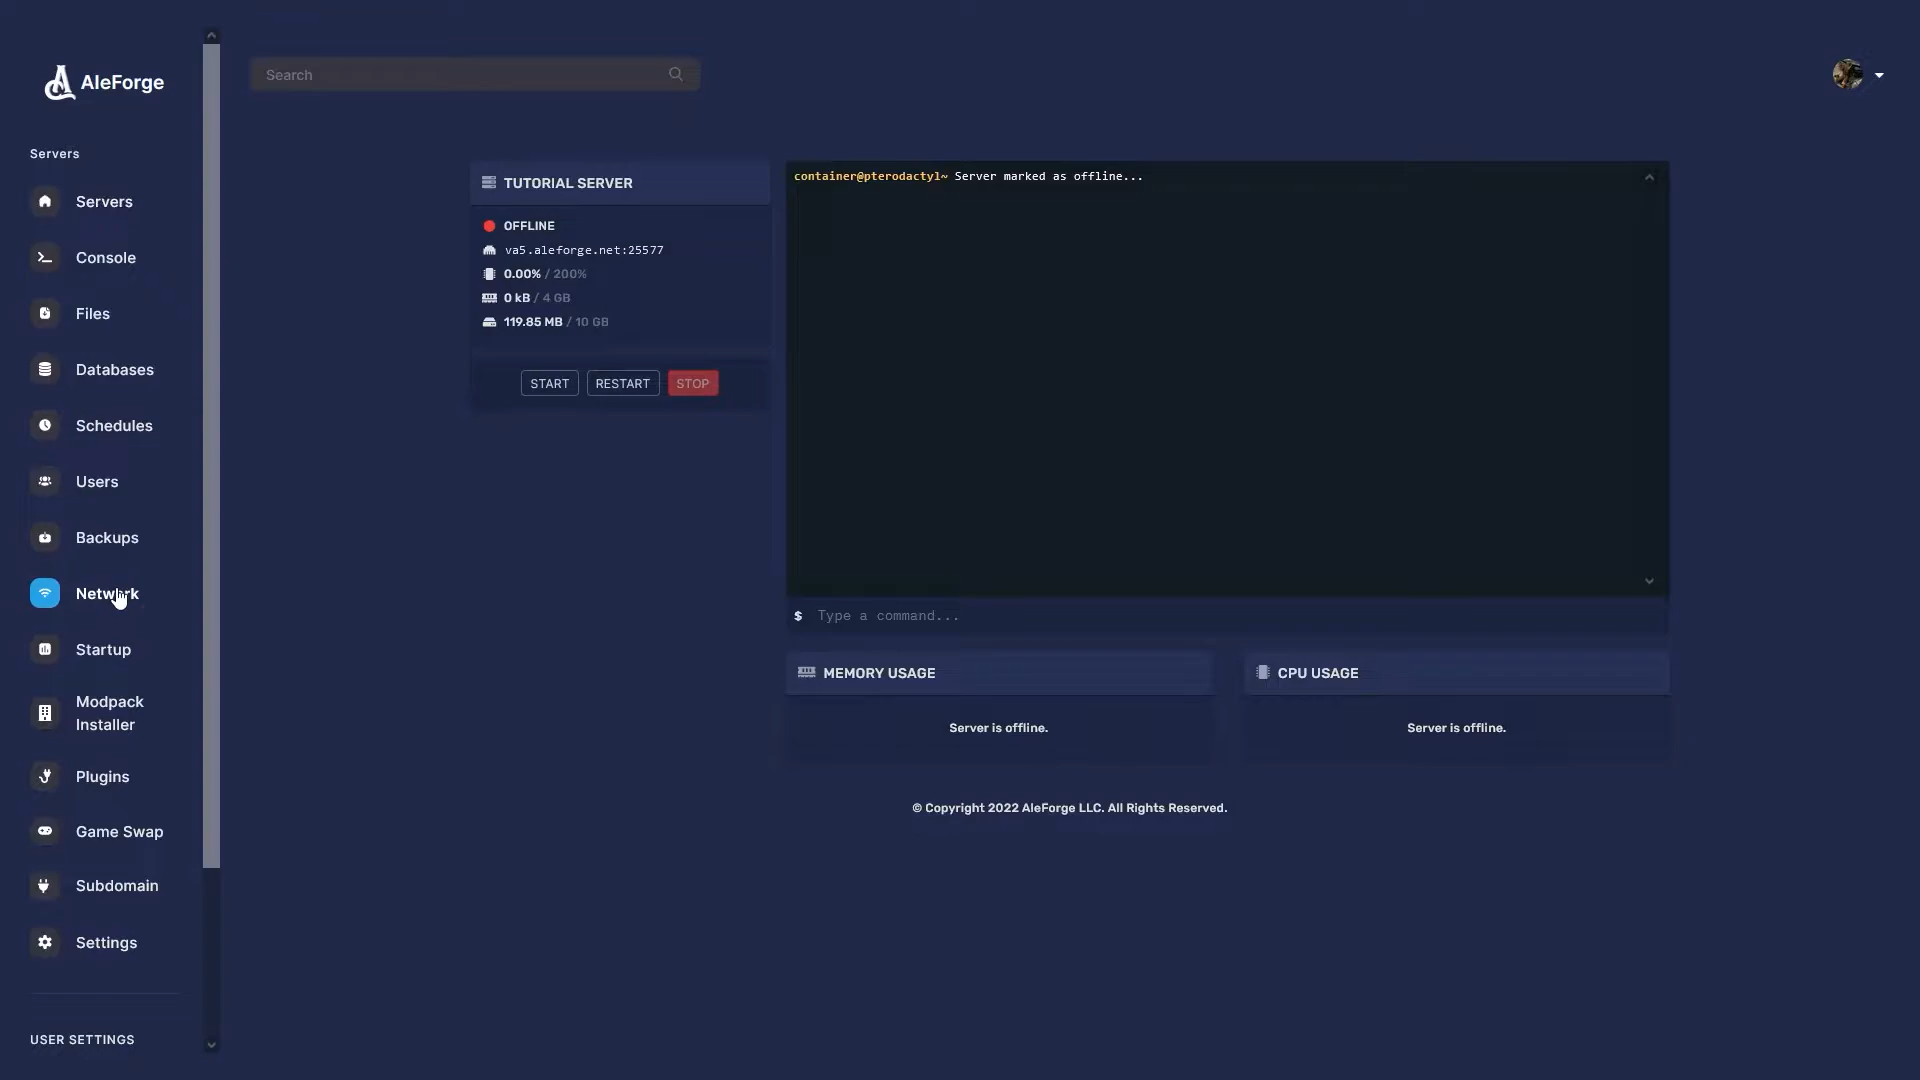 AleForge
Servers
Servers
Console
Files
Databases
Schedules
Users
Backups
Network
Startup
Modpack
Installer
Plugins
Game Swap
Subdomain
Settings
USER SETTINGS
Search
TUTORIAL SERVER
OFFLINE
va5.aleforge.net:25577
0.00% / 200%
0 kB / 4 GB
119.85 MB / 10 GB
START RESTART STOP
container@pterodactyl~ Server marked as offline...
$ Type a command...
MEMORY USAGE
Server is offline.
CPU USAGE
Server is offline.
© Copyright 2022 AleForge LLC. All Rights Reserved.